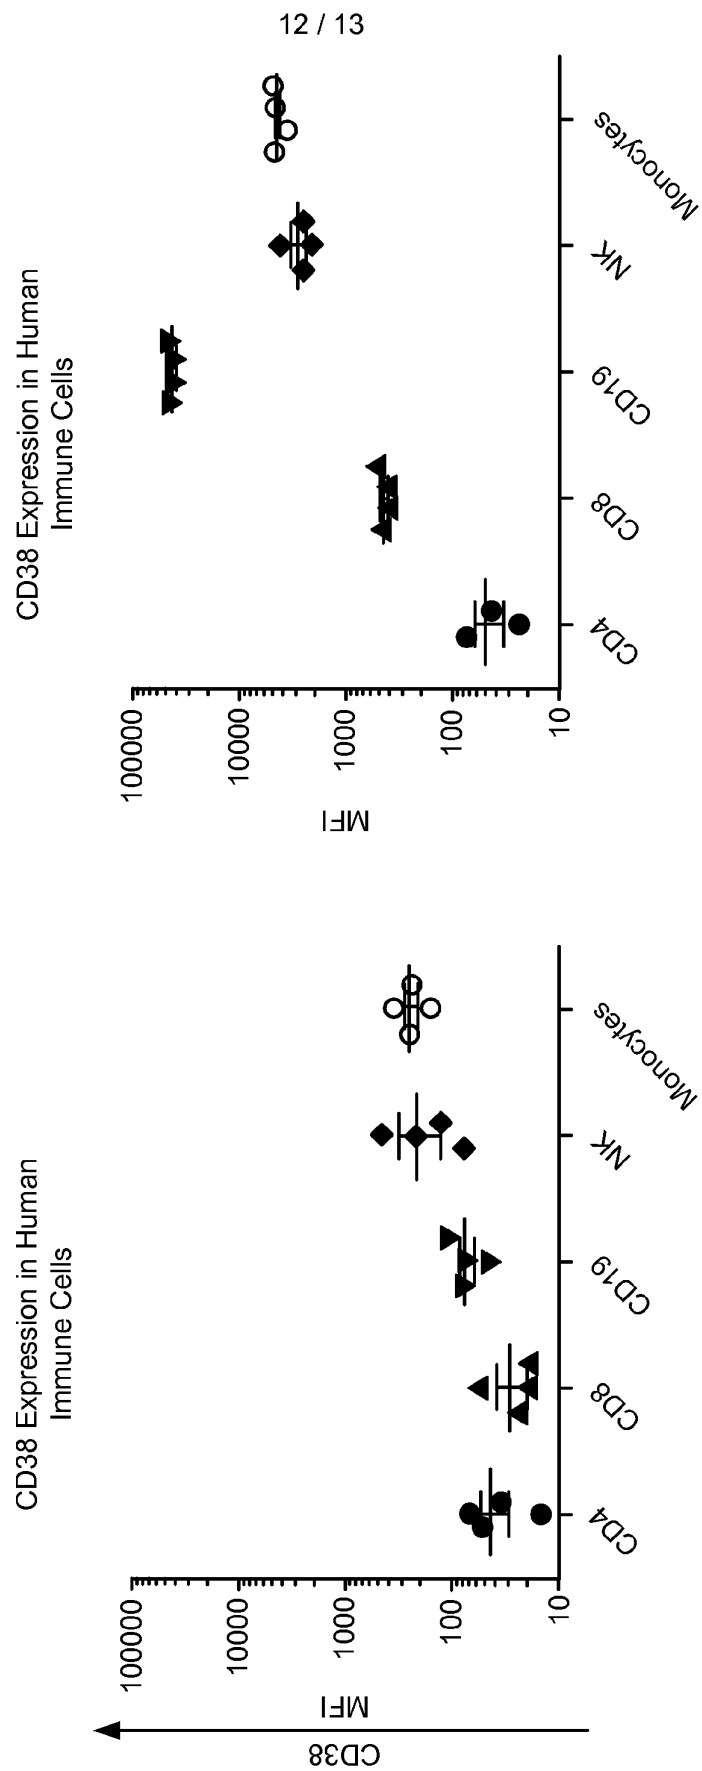 12 / 13
CD38 Expression in Human
Immune Cells
CD38
MFI
100000
10000
1000
100
10
CD4
CD8
CD19
NK
Monocytes
CD38 Expression in Human
Immune Cells
MFI
100000
10000
1000
100
10
CD4
CD8
CD19
NK
Monocytes